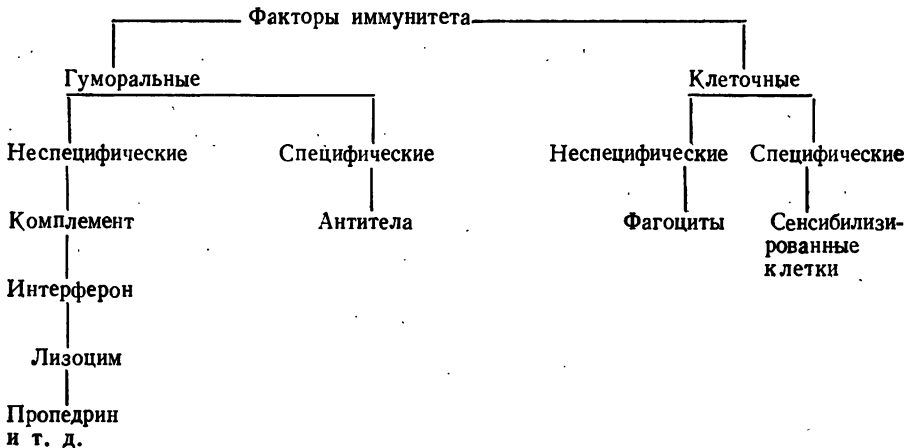 Факторы иммунитета
Гуморальные Клеточные
Неспецифические Специфические Неспецифические Специфические
Комплемент Антитела Фагоциты Сенсибилизи-
рованные
клетки
Интерферон
Лизоцим
Пропедрин
и т. д.